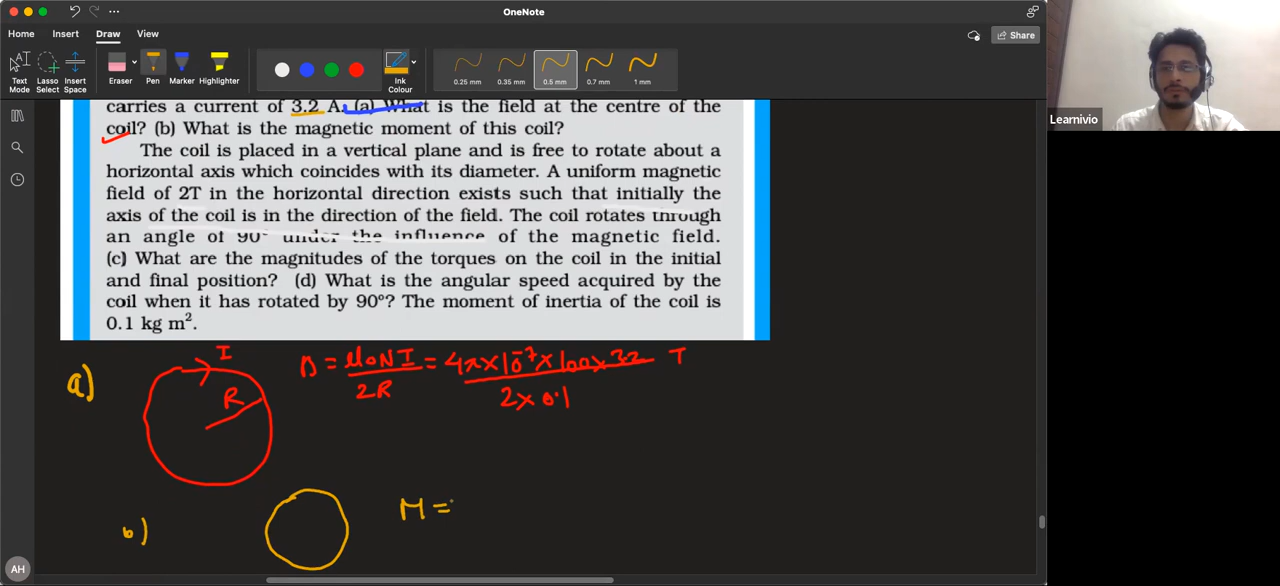 OneNote
Home Insert Draw View
Share
Text Mode Lasso Select Insert Space Eraser Pen Marker Highlighter Ink Colour 0.25 mm 0.35 mm 0.5 mm 0.7 mm 1 mm
carries a current of 3.2 A. (a) What is the field at the centre of the
coil? (b) What is the magnetic moment of this coil?
The coil is placed in a vertical plane and is free to rotate about a
horizontal axis which coincides with its diameter. A uniform magnetic
field of 2T in the horizontal direction exists such that initially the
axis of the coil is in the direction of the field. The coil rotates through
an angle of 90° under the influence of the magnetic field.
(c) What are the magnitudes of the torques on the coil in the initial
and final position? (d) What is the angular speed acquired by the
coil when it has rotated by 90º? The moment of inertia of the coil is
0.1 kg m².
a) I R B = μ0NI / 2R = 4π×10⁻⁷×100×3.2 / 2×0.1 T
b) M =
Learnivio
AH